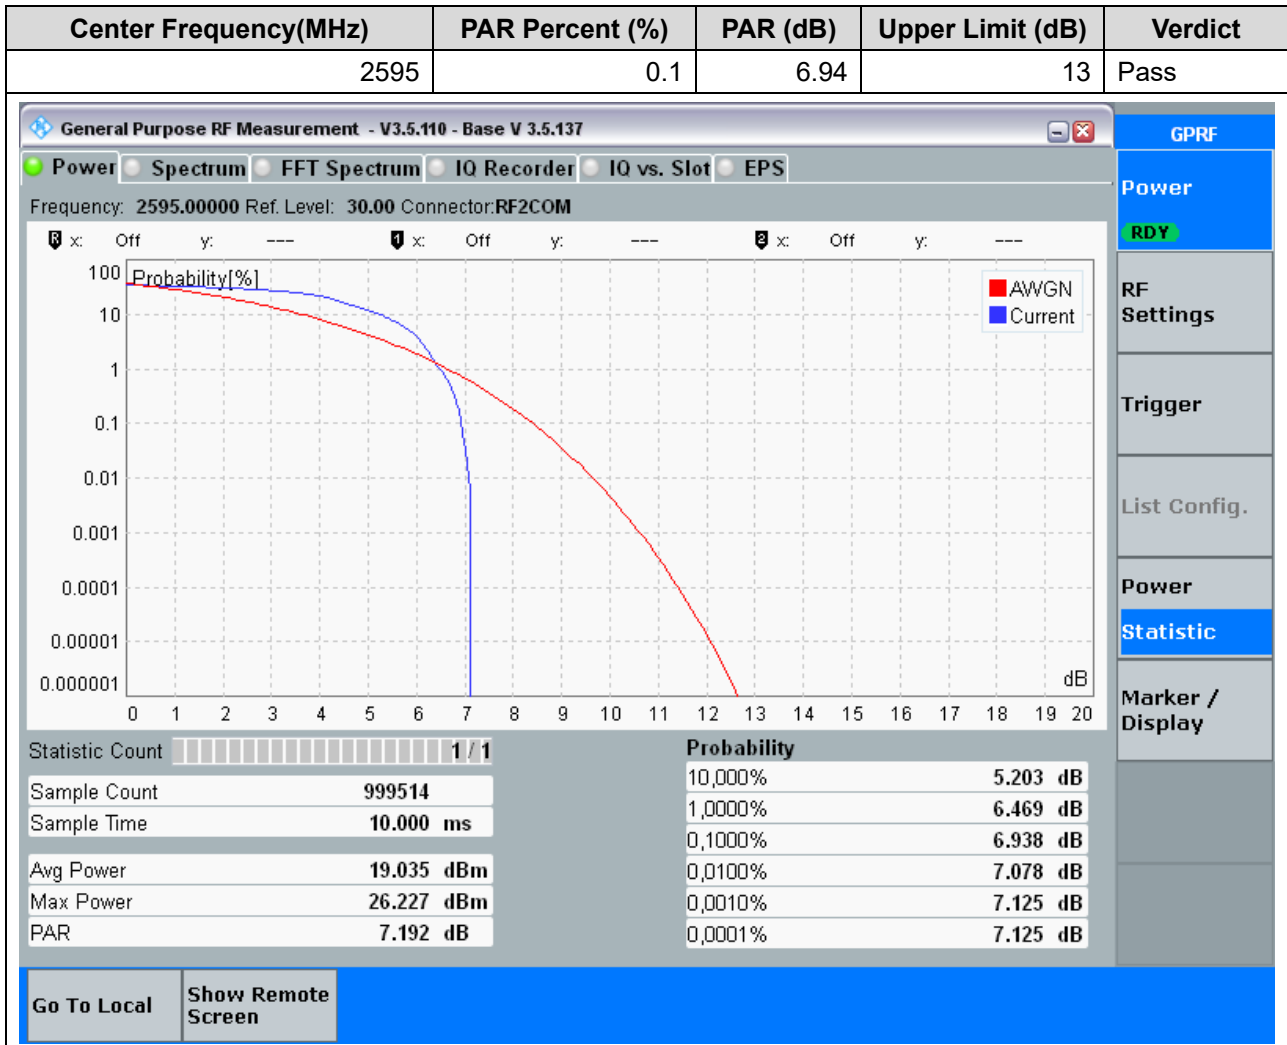 Center Frequency(MHz) PAR Percent (%) PAR (dB) Upper Limit (dB) Verdict
2595 0.1 6.94 13 Pass
General Purpose RF Measurement - V3.5.110 - Base V 3.5.137
GPRF
Power Spectrum FFT Spectrum IQ Recorder IQ vs. Slot EPS
Power
RDY
Frequency: 2595.00000 Ref. Level: 30.00 Connector:RF2COM
R x: Off y: --- 1 x: Off y: --- 2 x: Off y: ---
Probability[%]
AWGN
Current
100
10
1
0.1
0.01
0.001
0.0001
0.00001
0.000001
dB
0 1 2 3 4 5 6 7 8 9 10 11 12 13 14 15 16 17 18 19 20
RF
Settings
Trigger
List Config.
Power
Statistic
Marker /
Display
Statistic Count 1 / 1
Sample Count 999514
Sample Time 10.000 ms
Avg Power 19.035 dBm
Max Power 26.227 dBm
PAR 7.192 dB
Probability
10,000% 5.203 dB
1,0000% 6.469 dB
0,1000% 6.938 dB
0,0100% 7.078 dB
0,0010% 7.125 dB
0,0001% 7.125 dB
Go To Local
Show Remote
Screen